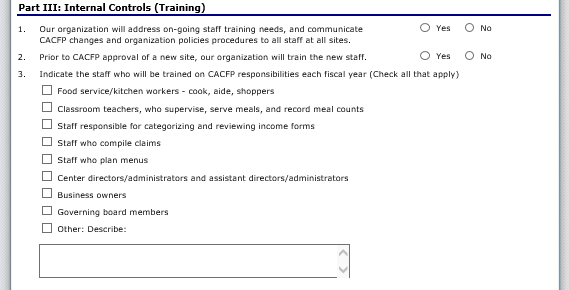 Part III: Internal Controls (Training)
1. Our organization will address on-going staff training needs, and communicate Yes No
CACFP changes and organization policies procedures to all staff at all sites.
2. Prior to CACFP approval of a new site, our organization will train the new staff. Yes No
3. Indicate the staff who will be trained on CACFP responsibilities each fiscal year (Check all that apply)
Food service/kitchen workers - cook, aide, shoppers
Classroom teachers, who supervise, serve meals, and record meal counts
Staff responsible for categorizing and reviewing income forms
Staff who compile claims
Staff who plan menus
Center directors/administrators and assistant directors/administrators
Business owners
Governing board members
Other: Describe: